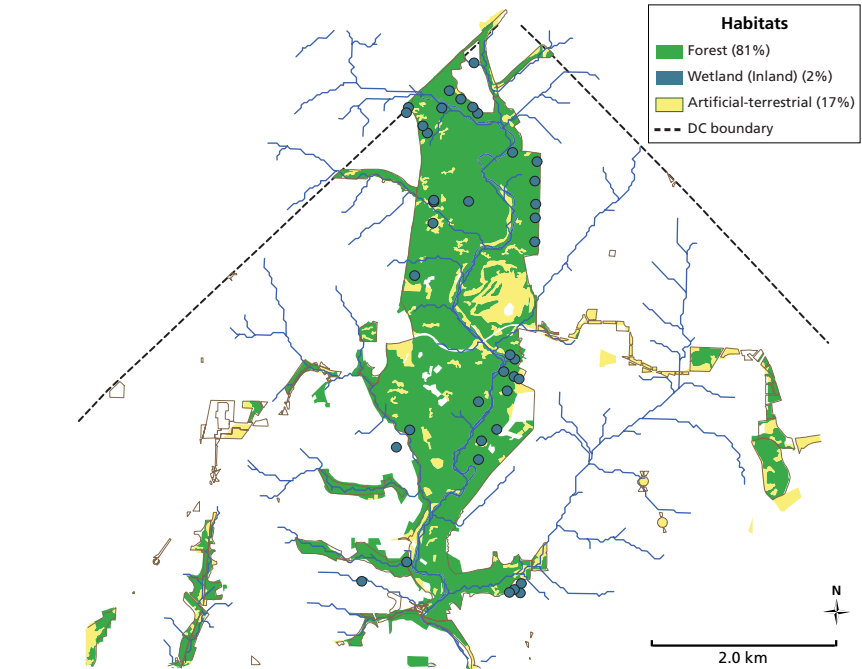 Habitats
Forest (81%)
Wetland (Inland) (2%)
Artificial-terrestrial (17%)
DC boundary
N
2.0 km